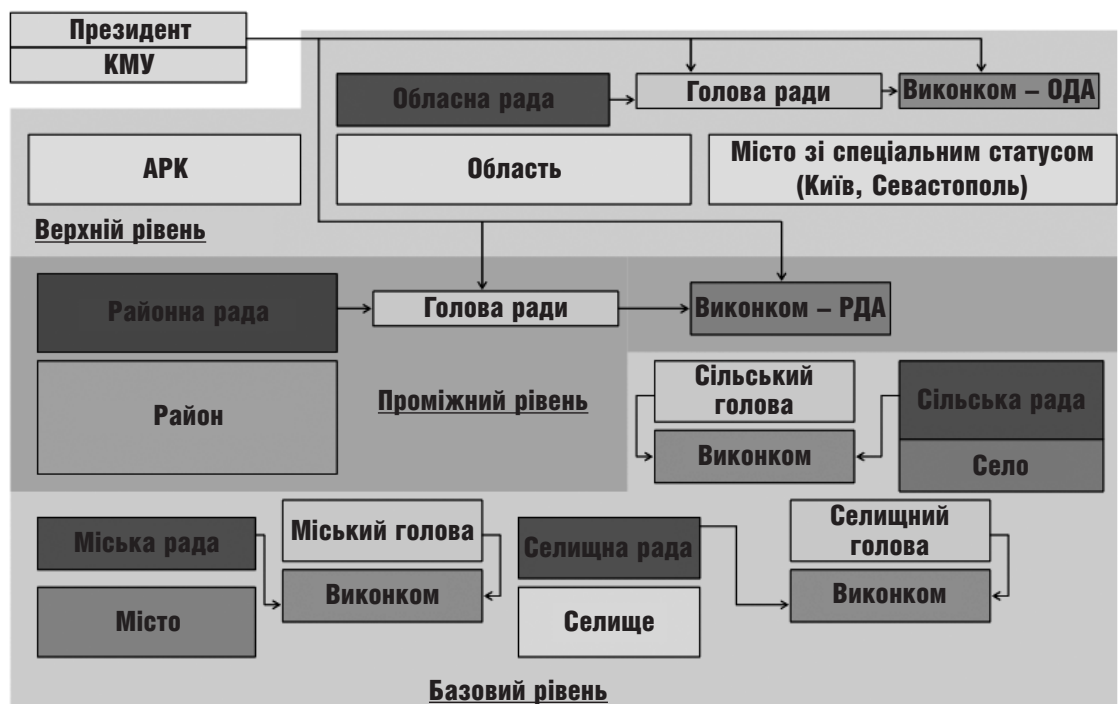 Президент
КМУ
Обласна рада
Голова ради
Виконком – ОДА
АРК
Область
Місто зі спеціальним статусом
(Київ, Севастополь)
Верхній рівень
Районна рада
Голова ради
Виконком – РДА
Район
Проміжний рівень
Сільський
голова
Виконком
Сільська рада
Село
Міська рада
Міський голова
Виконком
Місто
Селищна рада
Селище
Селищний
голова
Виконком
Базовий рівень